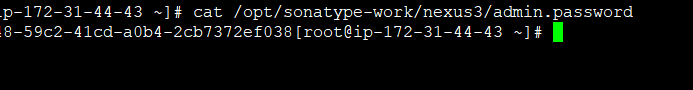 ip-172-31-44-43 ~]# cat /opt/sonatype-work/nexus3/admin.password
8-59c2-41cd-a0b4-2cb7372ef038[root@ip-172-31-44-43 ~]#